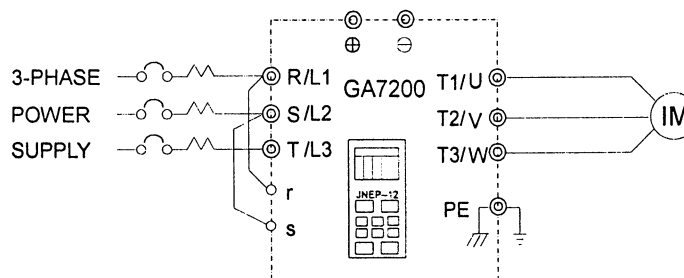 ⊕ ⊖
3-PHASE R/L1 GA7200 T1/U
POWER S/L2 T2/V IM
SUPPLY T/L3 T3/W
JNEP-12
r
s PE